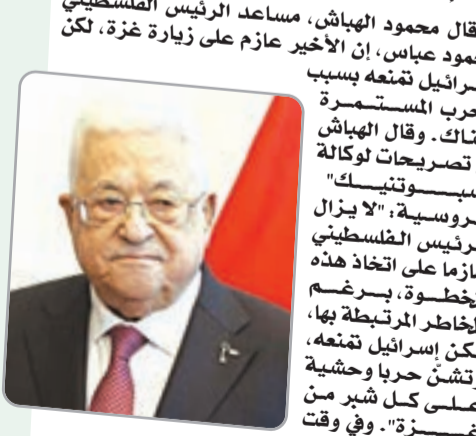 قال محمود الهباش، مساعد الرئيس الفلسطيني
محمود عباس، إن الأخير عازم على زيارة غزة، لكن
إسرائيل تمنعه بسبب
الحرب المستمرة
هناك. وقال الهباش
تصريحات لوكالة
سبوتنيك"
الروسية: "لا يزال
الرئيس الفلسطيني
عازما على اتخاذ هذه
الخطوة، برغم
المخاطر المرتبطة بها،
لكن إسرائيل تمنعه،
وتشنّ حربا وحشية
على كل شبر من
غزة". وفي وقت